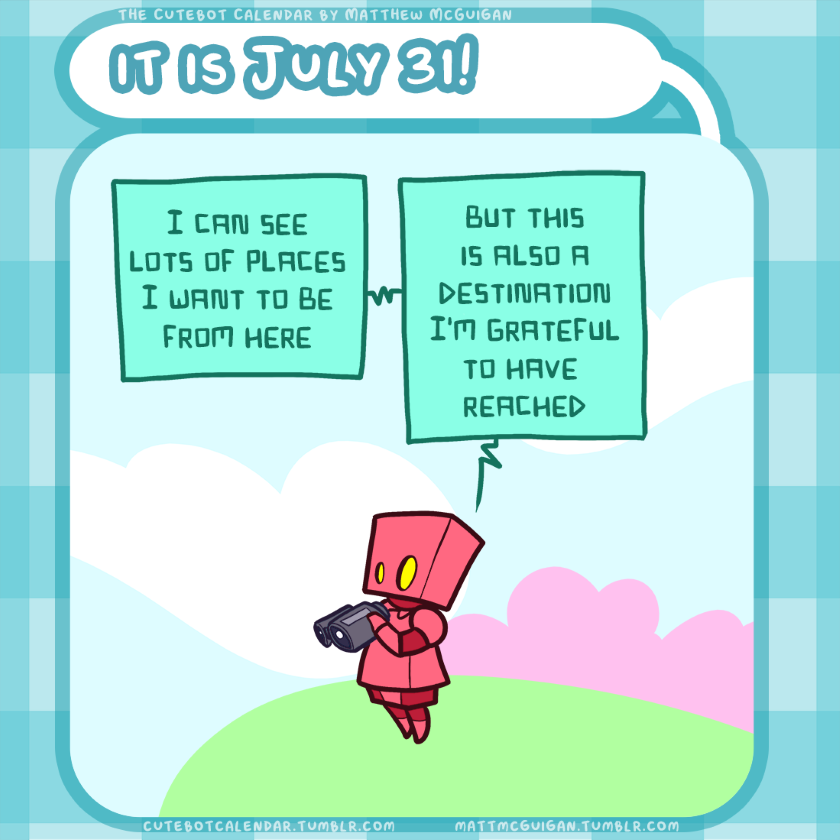 THE CUTEBOT CALENDAR BY MATTHEW MCGUIGAN
IT IS JULY 31!
I CAN SEE
LOTS OF PLACES
I WANT TO BE
FROM HERE
BUT THIS
IS ALSO A
DESTINATION
I'M GRATEFUL
TO HAVE
REACHED
CUTEBOTCALENDAR.TUMBLR.COM
MATTMCGUIGAN.TUMBLR.COM